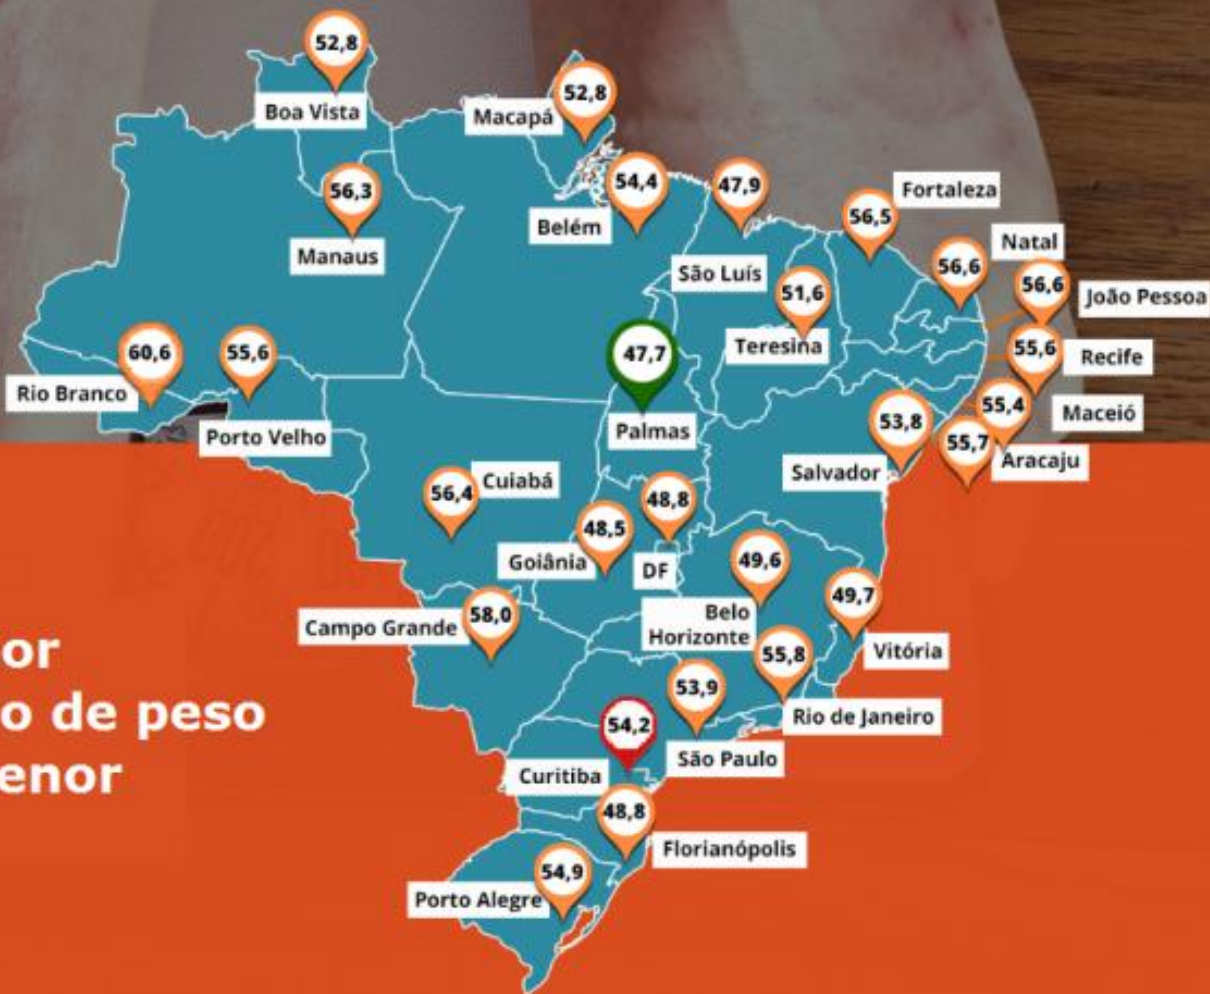 52,8
Boa Vista
52,8
Macapá
56,3
Manaus
54,4
Belém
47,9
São Luís
56,5
Fortaleza
56,6
Natal
56,6
João Pessoa
51,6
Teresina
60,6
Rio Branco
55,6
Porto Velho
47,7
Palmas
55,6
Recife
55,4
Maceió
55,7
Aracaju
53,8
Salvador
56,4
Cuiabá
48,5
Goiânia
48,8
DF
49,6
Belo
Horizonte
49,7
Vitória
58,0
Campo Grande
55,8
Rio de Janeiro
53,9
São Paulo
54,2
Curitiba
48,8
Florianópolis
54,9
Porto Alegre
or
o de peso
enor